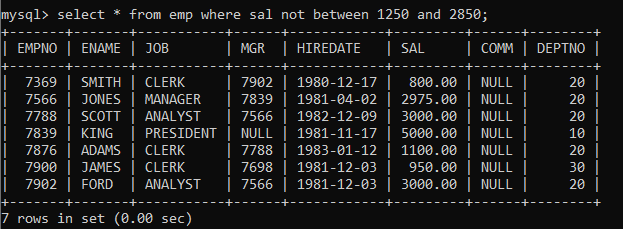 mysql> select * from emp where sal not between 1250 and 2850;
+-------+-------+-----------+------+------------+---------+------+--------+
| EMPNO | ENAME | JOB       | MGR  | HIREDATE   | SAL     | COMM | DEPTNO |
+-------+-------+-----------+------+------------+---------+------+--------+
|  7369 | SMITH | CLERK     | 7902 | 1980-12-17 |  800.00 | NULL |     20 |
|  7566 | JONES | MANAGER   | 7839 | 1981-04-02 | 2975.00 | NULL |     20 |
|  7788 | SCOTT | ANALYST   | 7566 | 1982-12-09 | 3000.00 | NULL |     20 |
|  7839 | KING  | PRESIDENT | NULL | 1981-11-17 | 5000.00 | NULL |     10 |
|  7876 | ADAMS | CLERK     | 7788 | 1983-01-12 | 1100.00 | NULL |     20 |
|  7900 | JAMES | CLERK     | 7698 | 1981-12-03 |  950.00 | NULL |     30 |
|  7902 | FORD  | ANALYST   | 7566 | 1981-12-03 | 3000.00 | NULL |     20 |
+-------+-------+-----------+------+------------+---------+------+--------+
7 rows in set (0.00 sec)